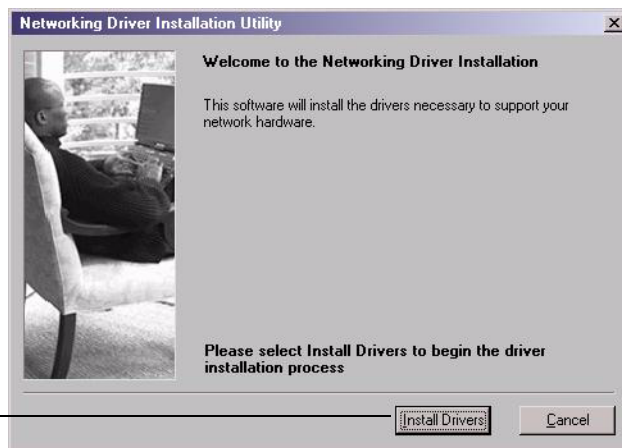 Networking Driver Installation Utility
Welcome to the Networking Driver Installation
This software will install the drivers necessary to support your
network hardware.
Please select Install Drivers to begin the driver
installation process
Install Drivers
Cancel